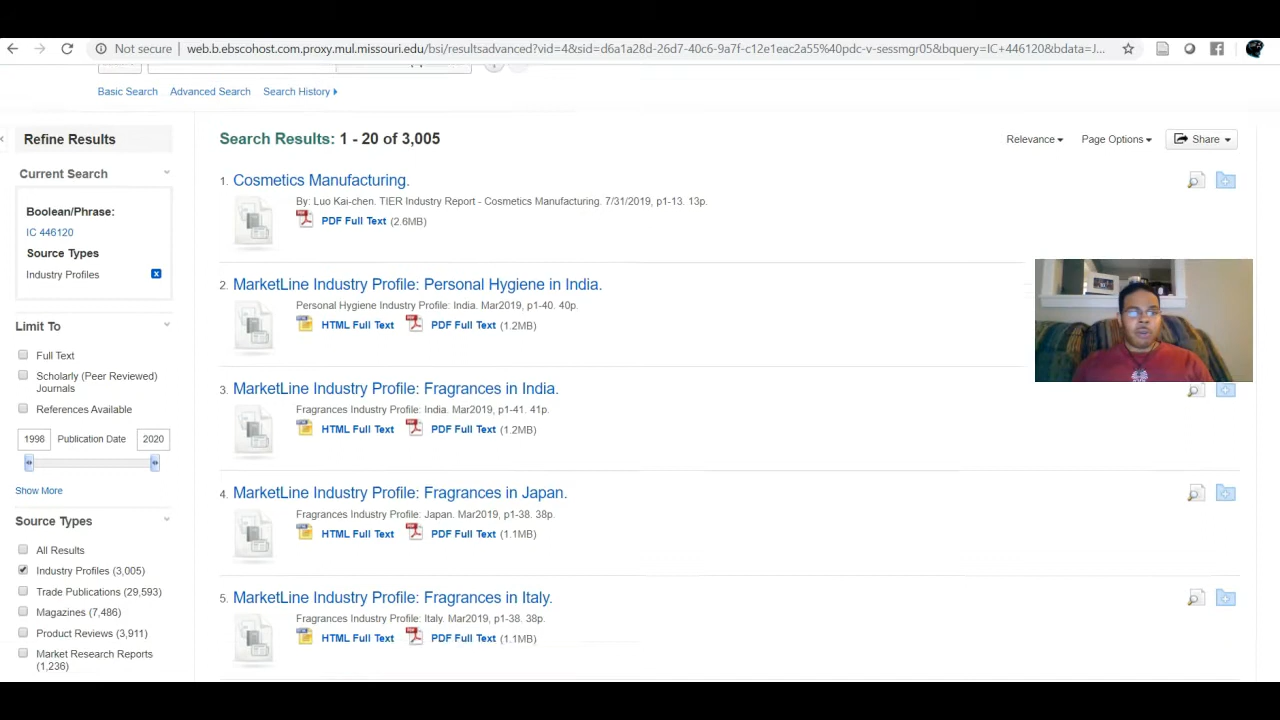 Not secure | web.b.ebscohost.com.proxy.mul.missouri.edu/bsi/resultsadvanced?vid=4&sid=d6a1a28d-26d7-40c6-9a7f-c12e1eac2a55%40pdc-v-sessmgr05&bquery=IC+446120&bdata=J...
Basic Search Advanced Search Search History
Refine Results
Current Search
Boolean/Phrase:
IC 446120
Source Types
Industry Profiles
Limit To
Full Text
Scholarly (Peer Reviewed)
Journals
References Available
1998 Publication Date 2020
Show More
Source Types
All Results
Industry Profiles (3,005)
Trade Publications (29,593)
Magazines (7,486)
Product Reviews (3,911)
Market Research Reports
(1,236)
Search Results: 1 - 20 of 3,005
Relevance Page Options Share
1. Cosmetics Manufacturing.
By: Luo Kai-chen. TIER Industry Report - Cosmetics Manufacturing. 7/31/2019, p1-13. 13p.
PDF Full Text (2.6MB)
2. MarketLine Industry Profile: Personal Hygiene in India.
Personal Hygiene Industry Profile: India. Mar2019, p1-40. 40p.
HTML Full Text PDF Full Text (1.2MB)
3. MarketLine Industry Profile: Fragrances in India.
Fragrances Industry Profile: India. Mar2019, p1-41. 41p.
HTML Full Text PDF Full Text (1.2MB)
4. MarketLine Industry Profile: Fragrances in Japan.
Fragrances Industry Profile: Japan. Mar2019, p1-38. 38p.
HTML Full Text PDF Full Text (1.1MB)
5. MarketLine Industry Profile: Fragrances in Italy.
Fragrances Industry Profile: Italy. Mar2019, p1-38. 38p.
HTML Full Text PDF Full Text (1.1MB)